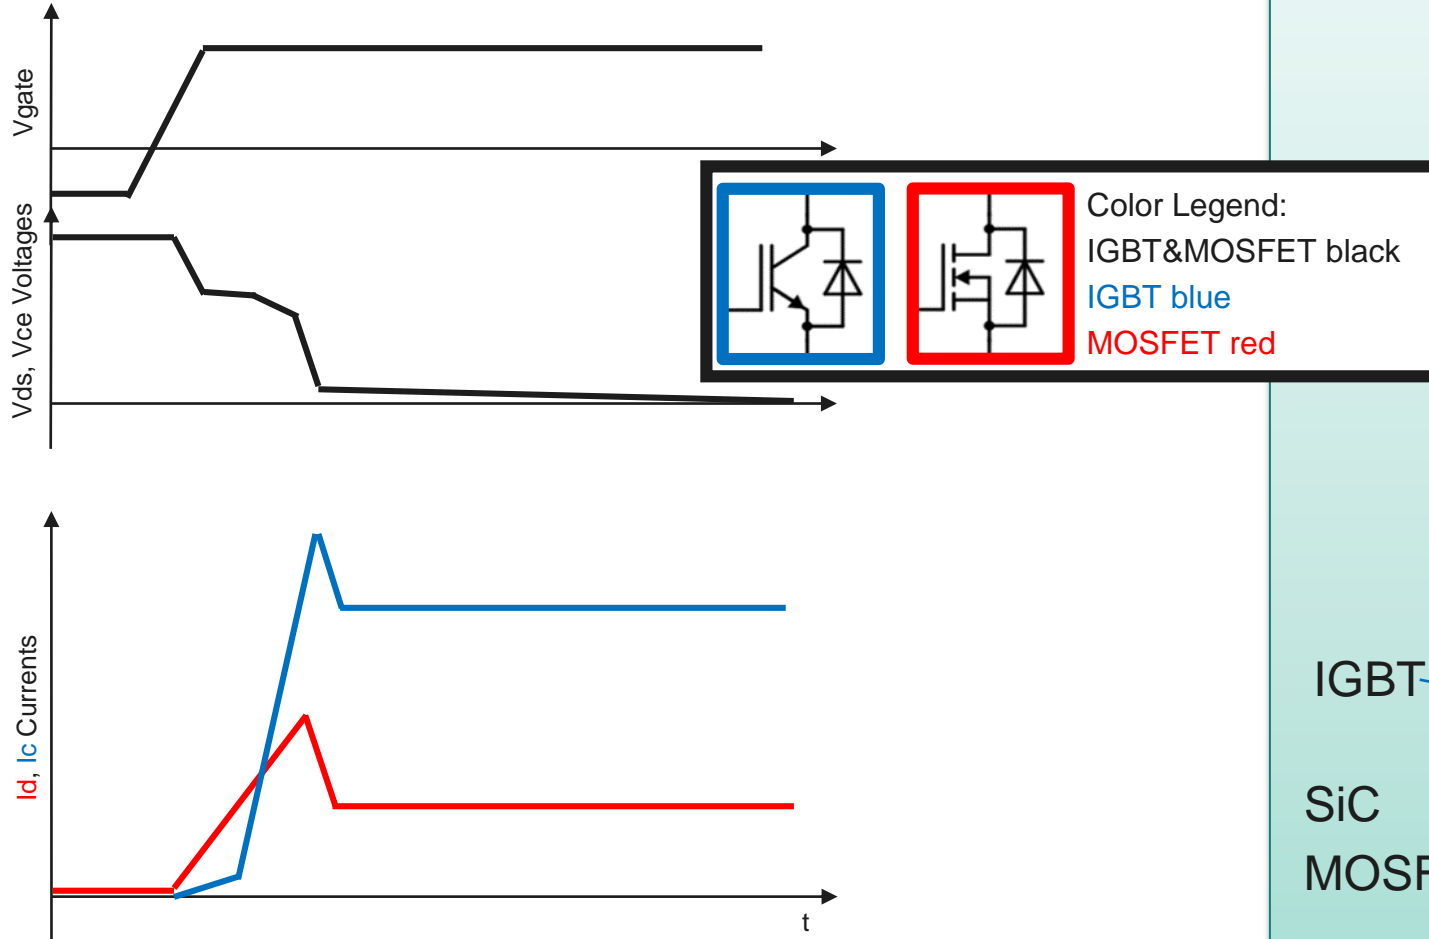 Vgate
Vds, Vce Voltages
Color Legend:
IGBT&MOSFET black
IGBT blue
MOSFET red
Id, Ic Currents
t
IGBT
SiC